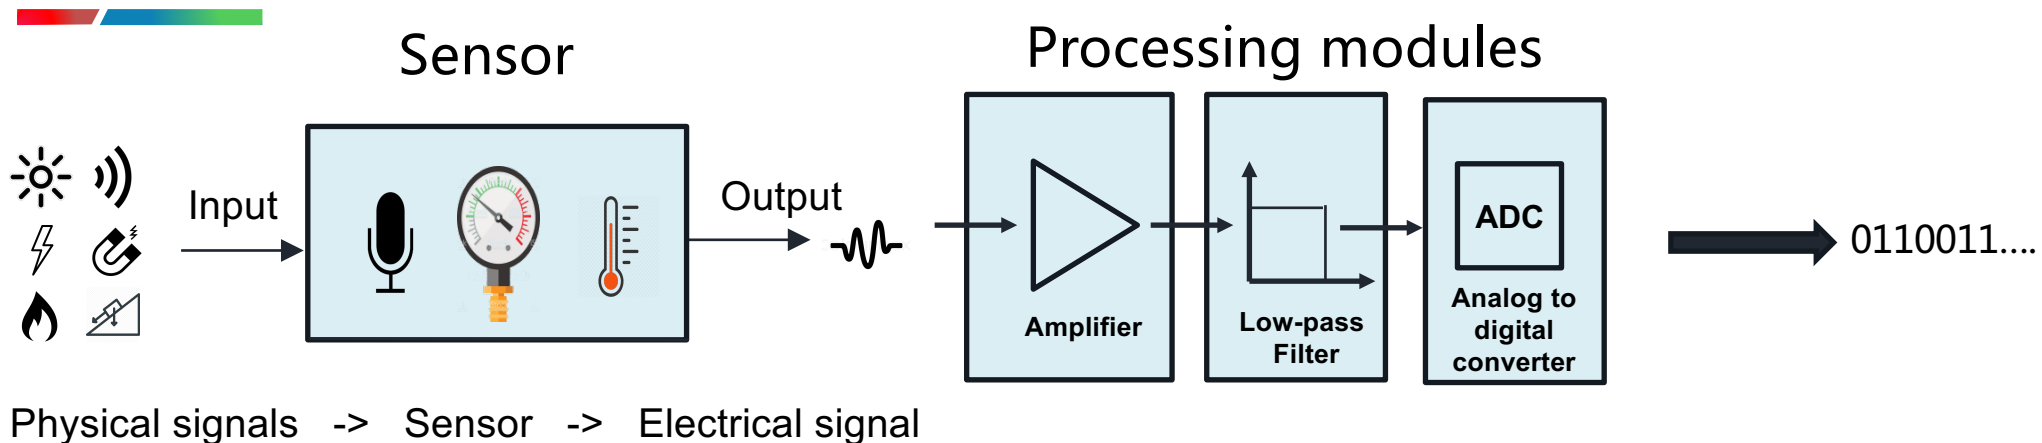 Sensor
Processing modules
Input
Output
Amplifier
Low-pass
Filter
ADC
Analog to
digital
converter
0110011....
Physical signals -> Sensor -> Electrical signal